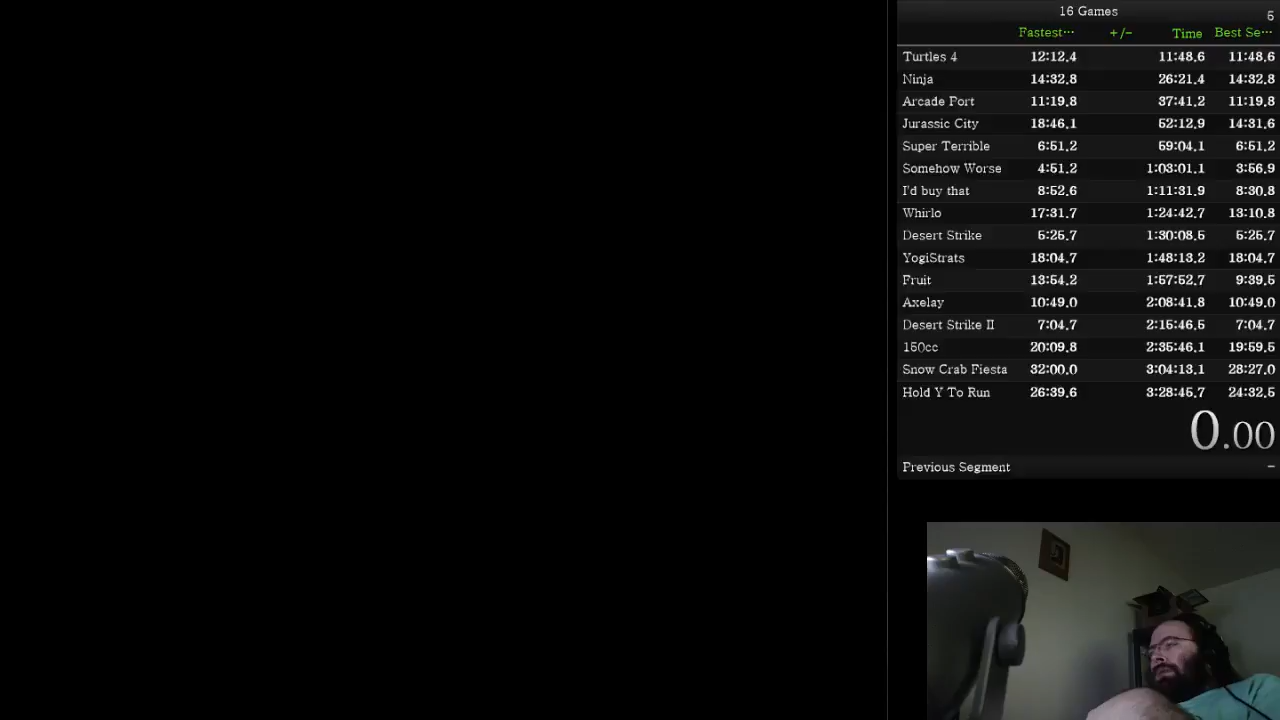 16 Games
5
Fastest… +/- Time Best Se…
Turtles 4 12:12.4 11:48.6 11:48.6
Ninja 14:32.8 26:21.4 14:32.8
Arcade Port 11:19.8 37:41.2 11:19.8
Jurassic City 18:46.1 52:12.9 14:31.6
Super Terrible 6:51.2 59:04.1 6:51.2
Somehow Worse 4:51.2 1:03:01.1 3:56.9
I'd buy that 8:52.6 1:11:31.9 8:30.8
Whirlo 17:31.7 1:24:42.7 13:10.8
Desert Strike 5:25.7 1:30:08.5 5:25.7
YogiStrats 18:04.7 1:48:13.2 18:04.7
Fruit 13:54.2 1:57:52.7 9:39.5
Axelay 10:49.0 2:08:41.8 10:49.0
Desert Strike II 7:04.7 2:15:46.5 7:04.7
150cc 20:09.8 2:35:46.1 19:59.5
Snow Crab Fiesta 32:00.0 3:04:13.1 28:27.0
Hold Y To Run 26:39.6 3:28:45.7 24:32.5
0.00
Previous Segment -